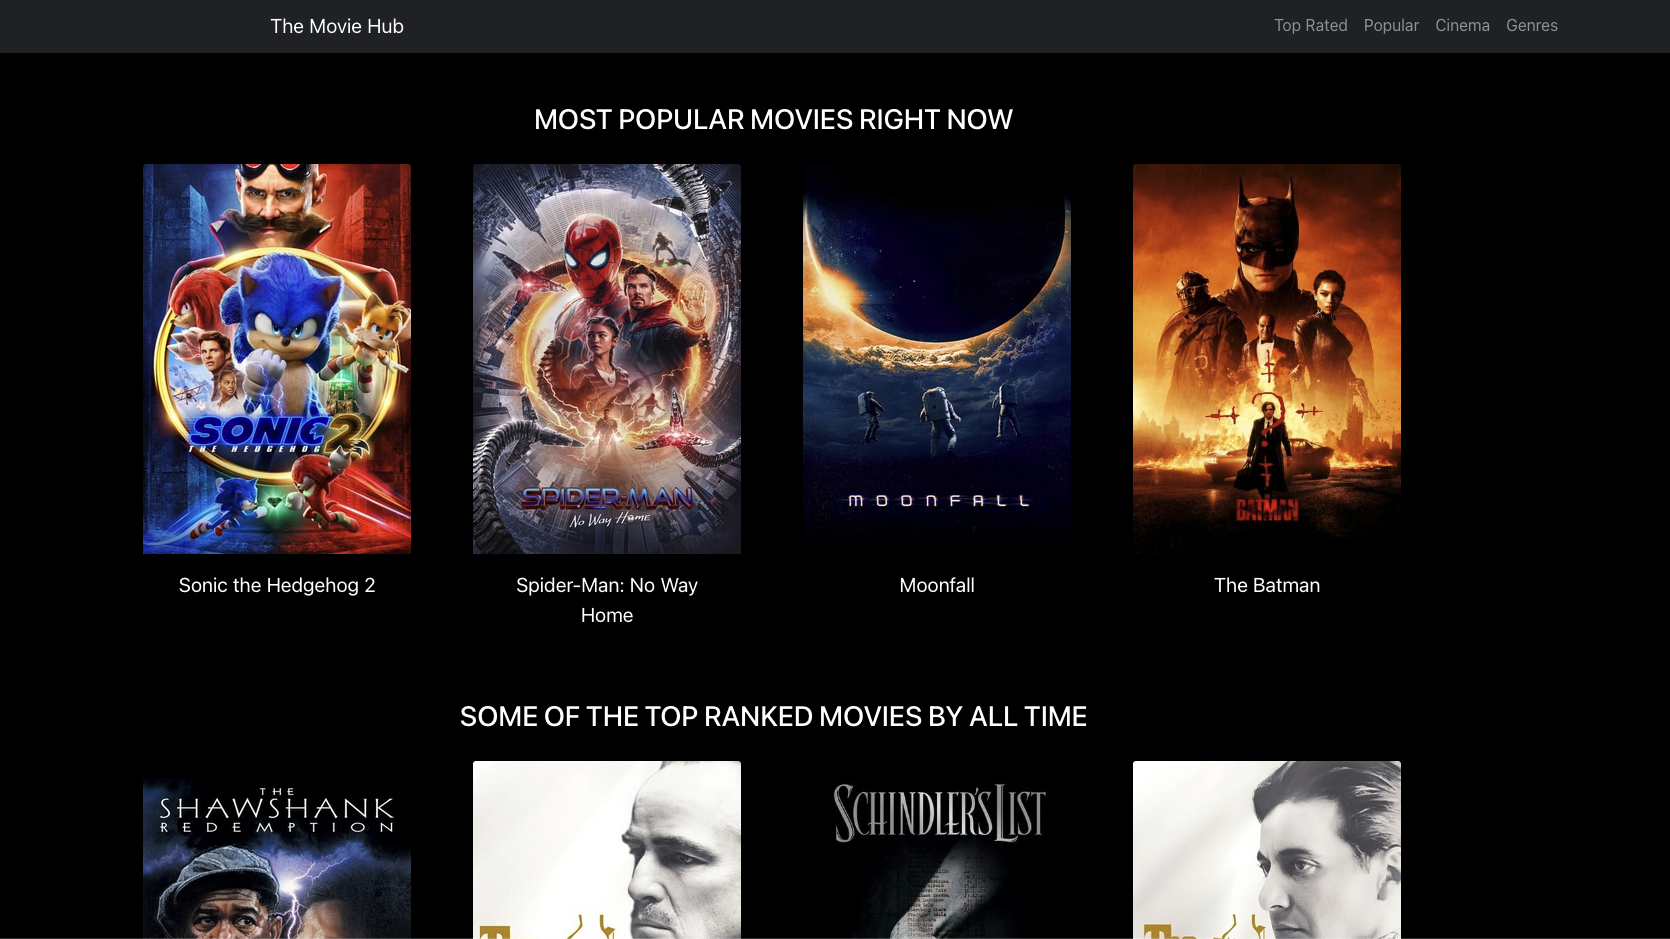 The Movie Hub
Top Rated Popular Cinema Genres
MOST POPULAR MOVIES RIGHT NOW
SONIC 2
THE HEDGEHOG
SPIDER-MAN
No Way Home
MOONFALL
THE
BATMAN
Sonic the Hedgehog 2
Spider-Man: No Way
Home
Moonfall
The Batman
SOME OF THE TOP RANKED MOVIES BY ALL TIME
THE
SHAWSHANK
REDEMPTION
SCHINDLER'S LIST